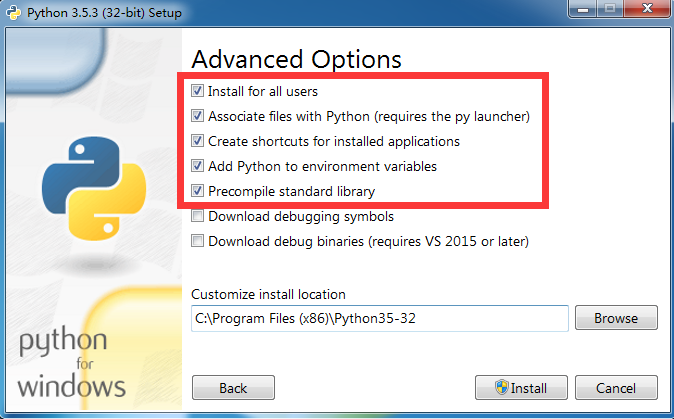 Python 3.5.3 (32-bit) Setup
Advanced Options
Install for all users
Associate files with Python (requires the py launcher)
Create shortcuts for installed applications
Add Python to environment variables
Precompile standard library
Download debugging symbols
Download debug binaries (requires VS 2015 or later)
Customize install location
C:\Program Files (x86)\Python35-32
Browse
python
for
windows
Back
Install
Cancel